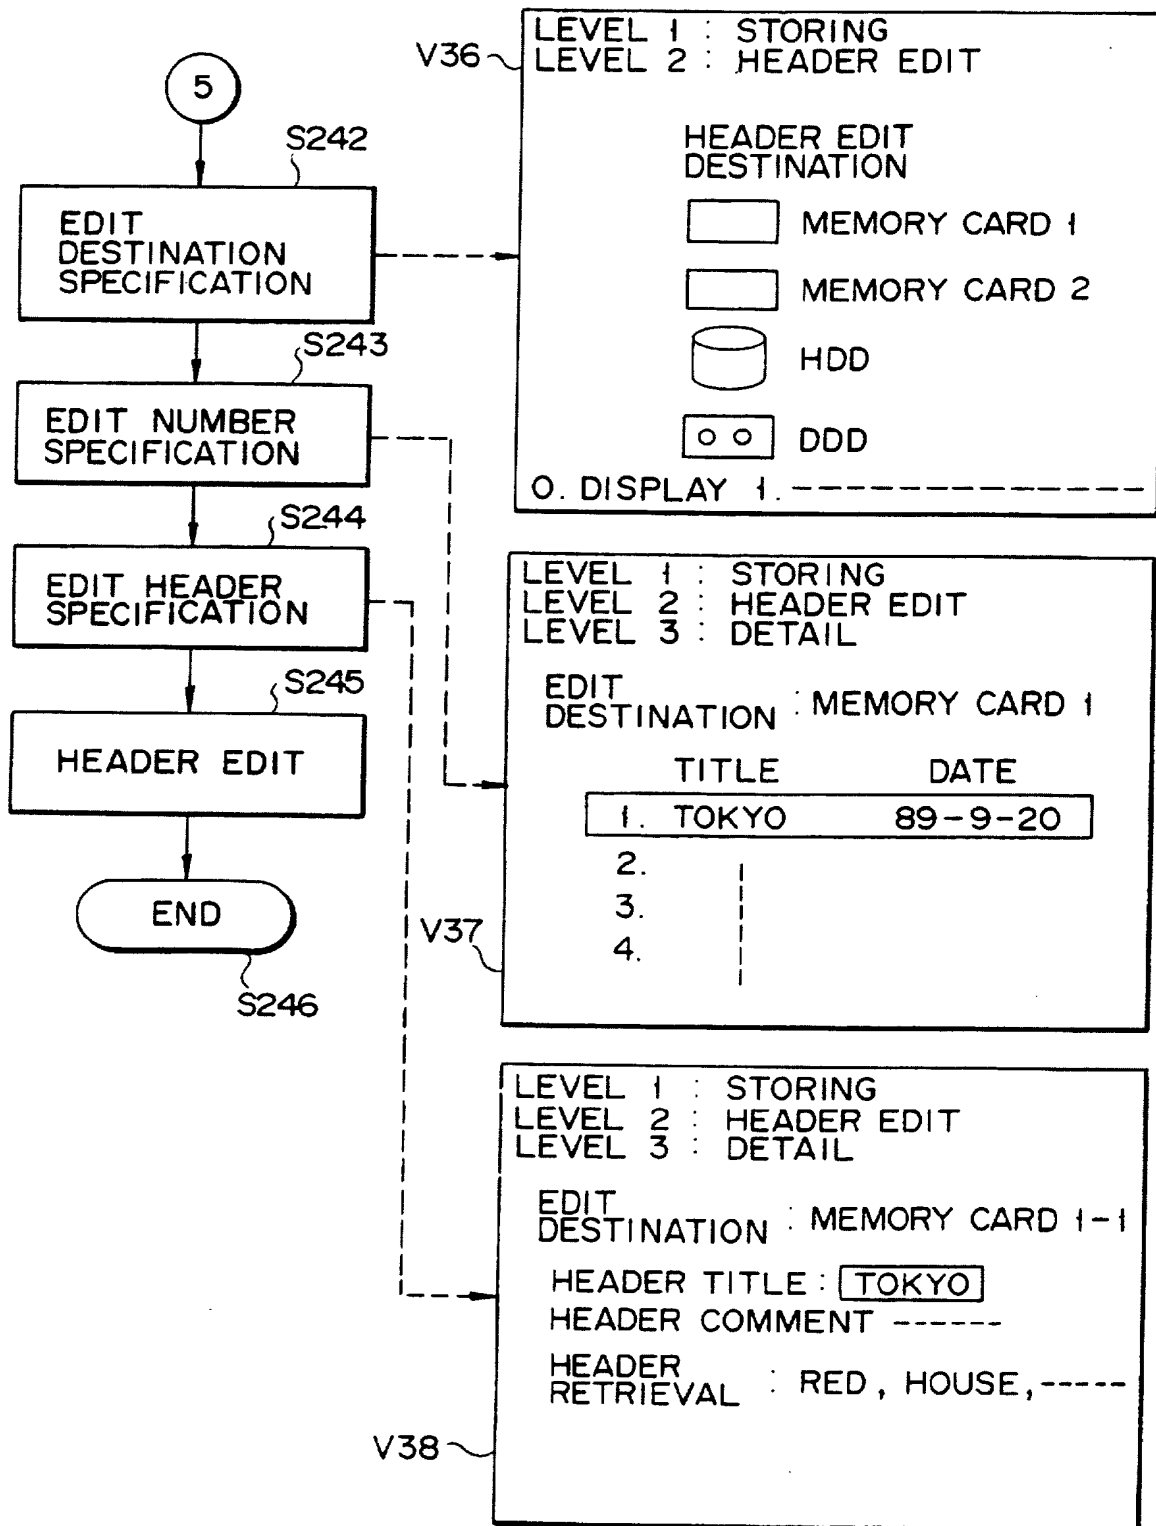 5
S242
EDIT
DESTINATION
SPECIFICATION
S243
EDIT NUMBER
SPECIFICATION
S244
EDIT HEADER
SPECIFICATION
S245
HEADER EDIT
END
S246
V36
LEVEL 1 : STORING
LEVEL 2 : HEADER EDIT
HEADER EDIT
DESTINATION
MEMORY CARD 1
MEMORY CARD 2
HDD
DDD
0. DISPLAY 1. ---------------
V37
LEVEL 1 : STORING
LEVEL 2 : HEADER EDIT
LEVEL 3 : DETAIL
EDIT
DESTINATION : MEMORY CARD 1
TITLE DATE
1. TOKYO 89-9-20
2.
3.
4.
V38
LEVEL 1 : STORING
LEVEL 2 : HEADER EDIT
LEVEL 3 : DETAIL
EDIT
DESTINATION : MEMORY CARD 1-1
HEADER TITLE : TOKYO
HEADER COMMENT ------
HEADER
RETRIEVAL : RED, HOUSE,-----